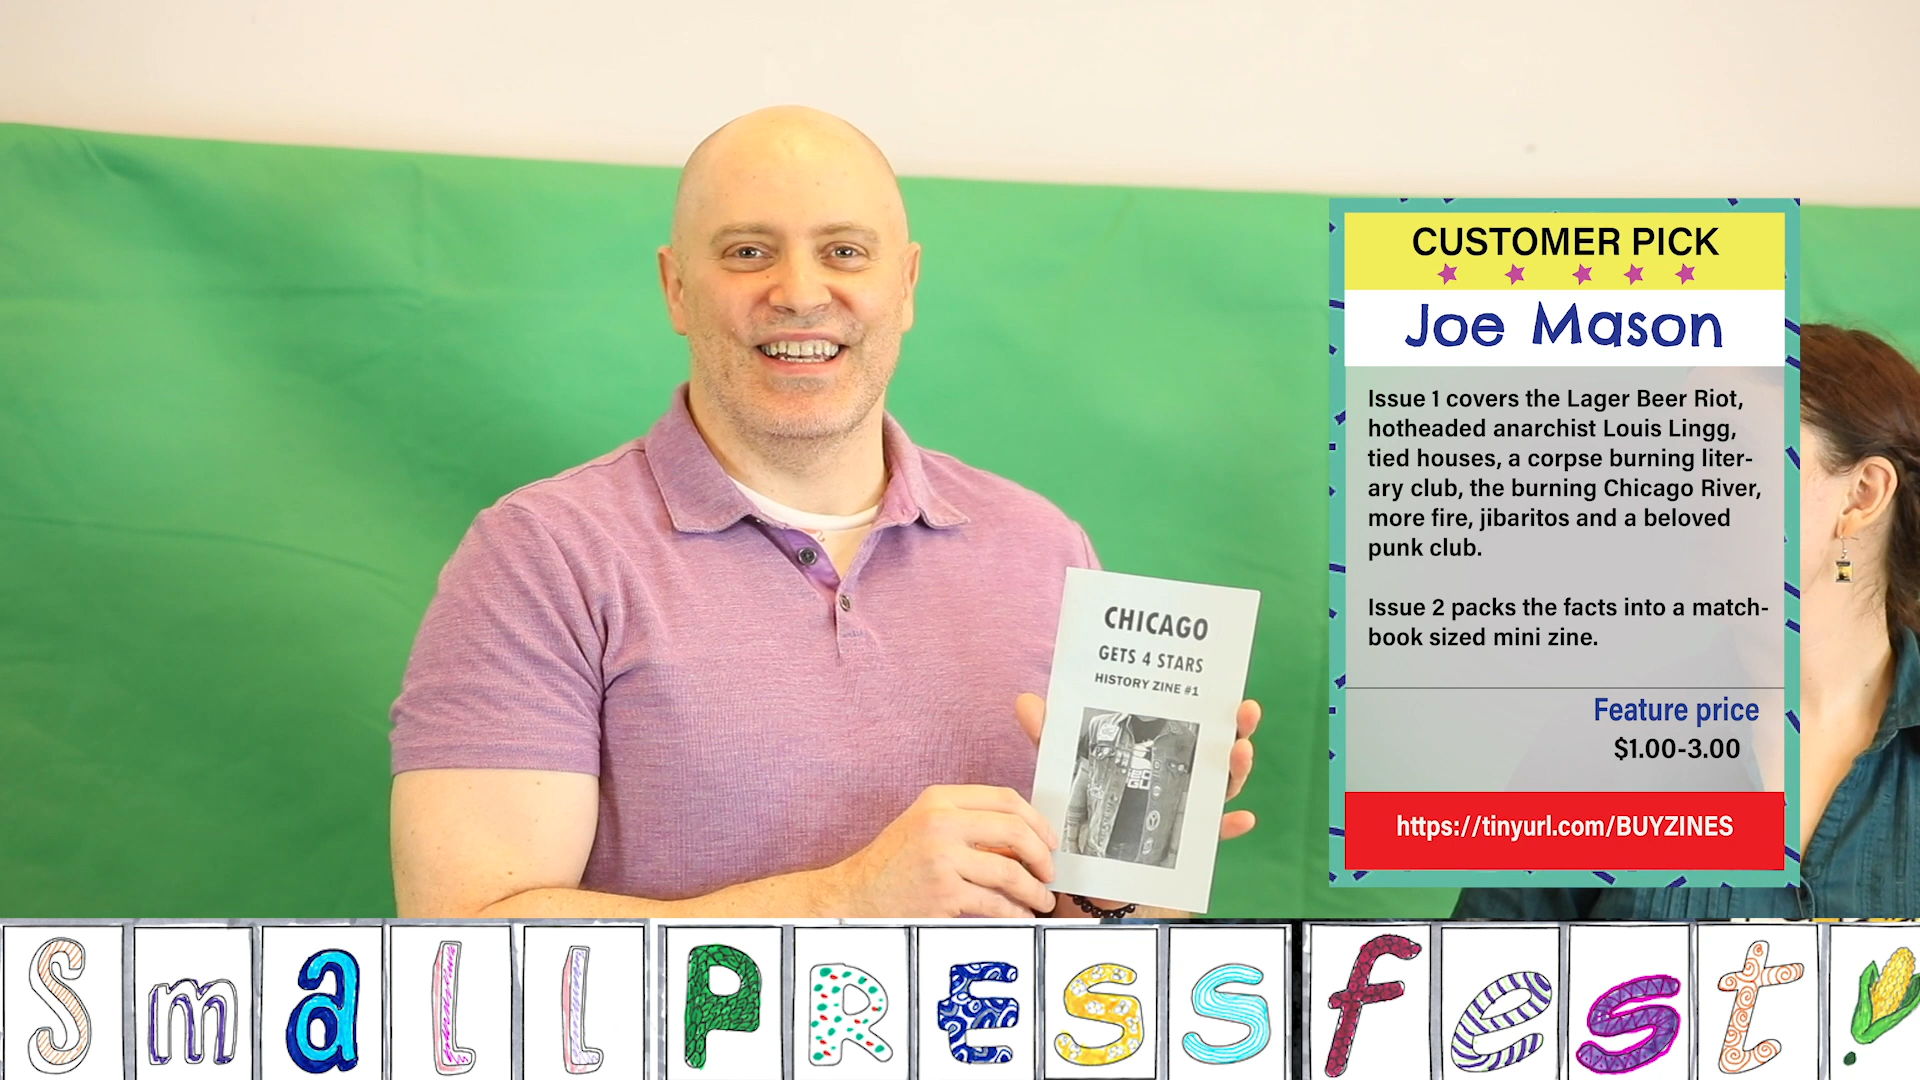 CUSTOMER PICK
Joe Mason
Issue 1 covers the Lager Beer Riot,
hotheaded anarchist Louis Lingg,
tied houses, a corpse burning liter-
ary club, the burning Chicago River,
more fire, jibaritos and a beloved
punk club.
Issue 2 packs the facts into a match-
book sized mini zine.
Feature price
$1.00-3.00
https://tinyurl.com/BUYZINES
CHICAGO
GETS 4 STARS
HISTORY ZINE #1
Small PRESS fest